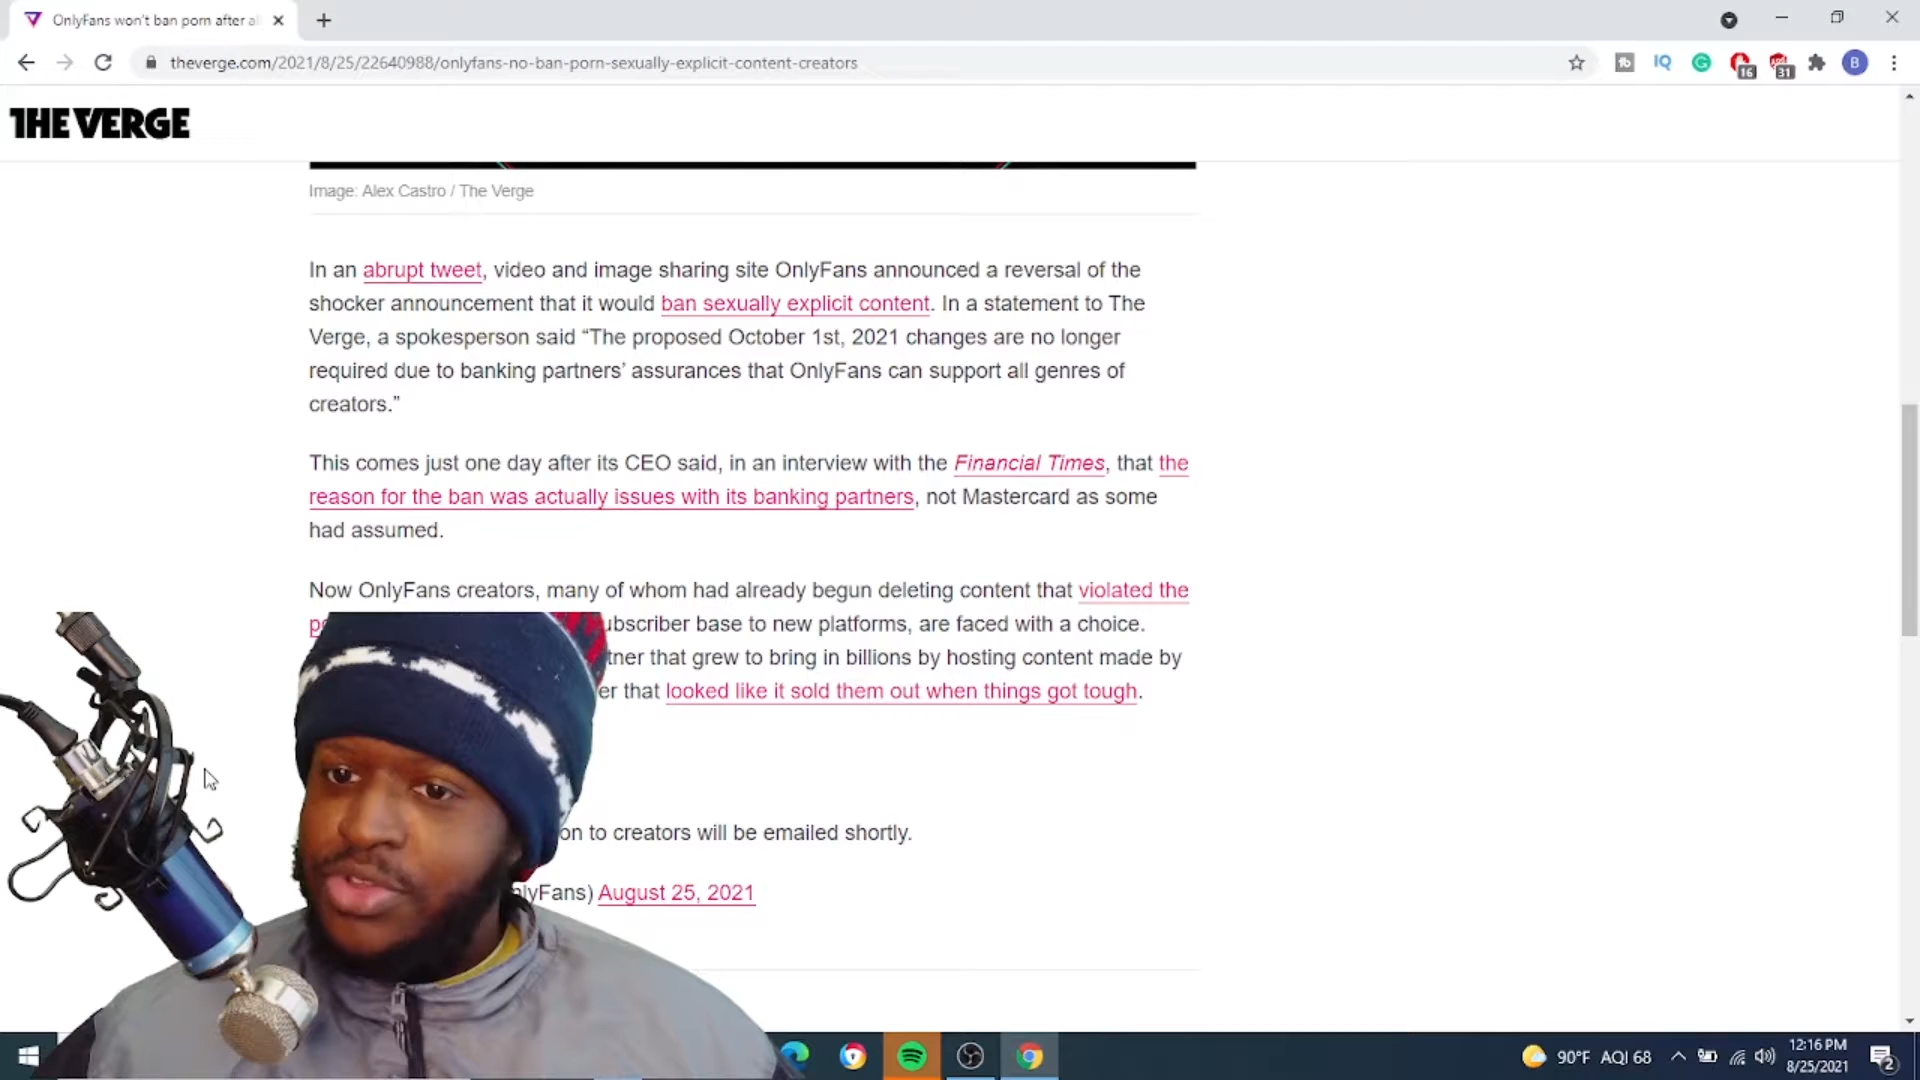 OnlyFans won't ban porn after al
theverge.com/2021/8/25/22640988/onlyfans-no-ban-porn-sexually-explicit-content-creators
IQ
16
31
B
THE VERGE
Image: Alex Castro / The Verge
In an abrupt tweet, video and image sharing site OnlyFans announced a reversal of the
shocker announcement that it would ban sexually explicit content. In a statement to The
Verge, a spokesperson said “The proposed October 1st, 2021 changes are no longer
required due to banking partners’ assurances that OnlyFans can support all genres of
creators.”
This comes just one day after its CEO said, in an interview with the Financial Times, that the
reason for the ban was actually issues with its banking partners, not Mastercard as some
had assumed.
Now OnlyFans creators, many of whom had already begun deleting content that violated the
ubscriber base to new platforms, are faced with a choice.
tner that grew to bring in billions by hosting content made by
er that looked like it sold them out when things got tough.
on to creators will be emailed shortly.
nlyFans) August 25, 2021
90°F AQI 68
12:16 PM
8/25/2021
2